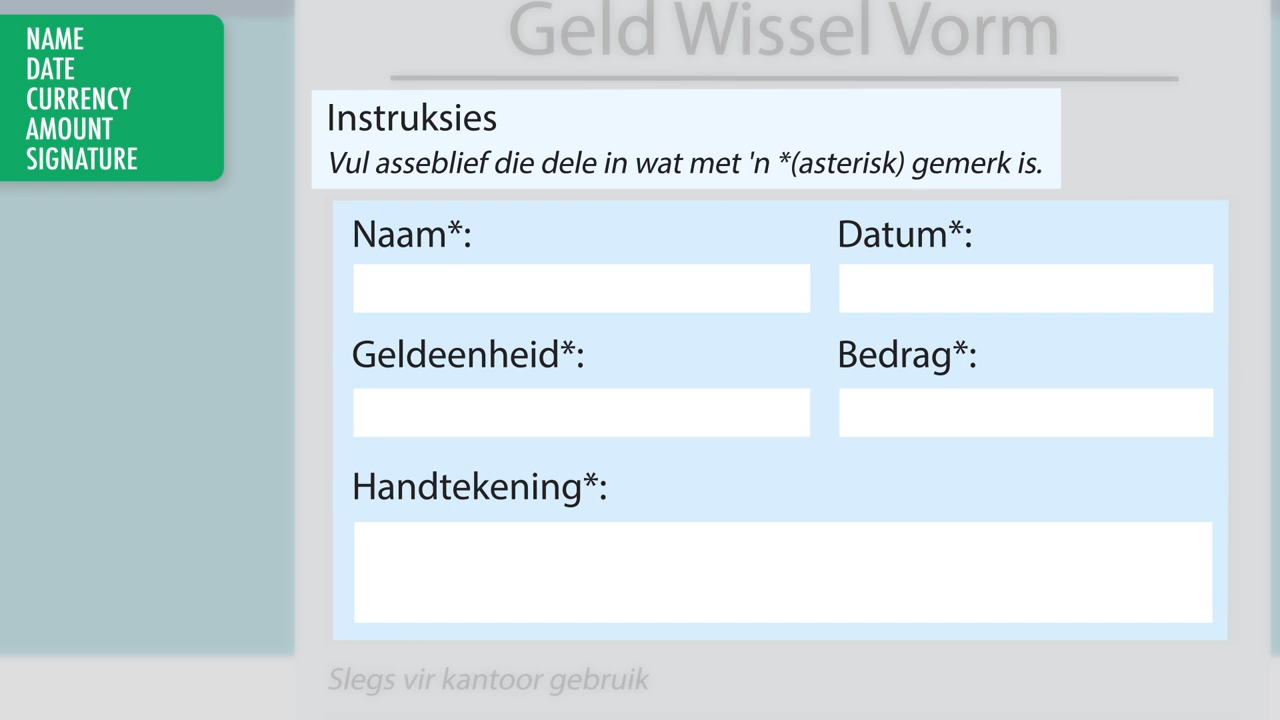 NAME
DATE
CURRENCY
AMOUNT
SIGNATURE
Geld Wissel Vorm
Instruksies
Vul asseblief die dele in wat met 'n *(asterisk) gemerk is.
Naam*:
Datum*:
Geldeenheid*:
Bedrag*:
Handtekening*:
Slegs vir kantoor gebruik